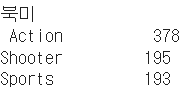 북미
Action 378
Shooter 195
Sports 193